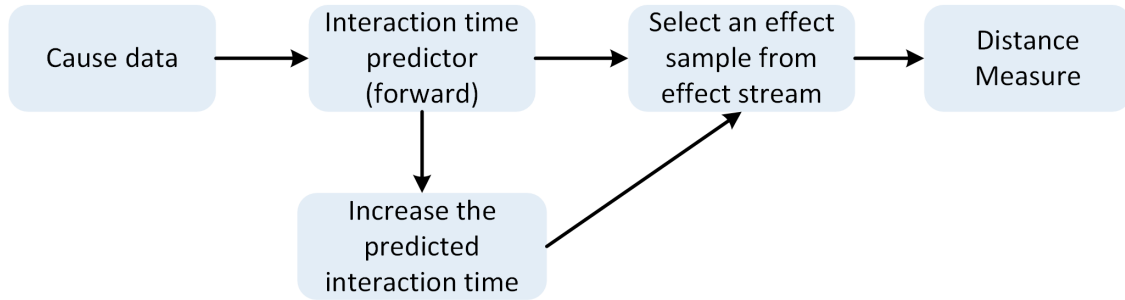 Cause data
Interaction time
predictor
(forward)
Select an effect
sample from
effect stream
Distance
Measure
Increase the
predicted
interaction time